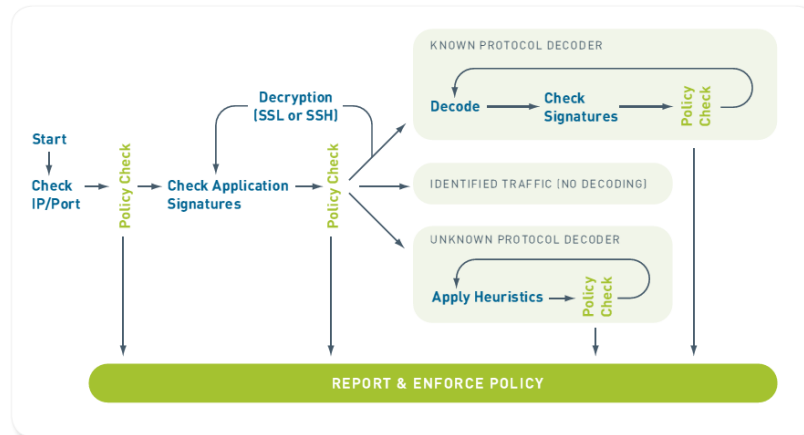 KNOWN PROTOCOL DECODER
Decode
Check
Signatures
Policy
Check
Decryption
(SSL or SSH)
Start
Check
IP/Port
Policy Check
Check Application
Signatures
Policy Check
IDENTIFIED TRAFFIC (NO DECODING)
UNKNOWN PROTOCOL DECODER
Apply Heuristics
Policy
Check
REPORT & ENFORCE POLICY